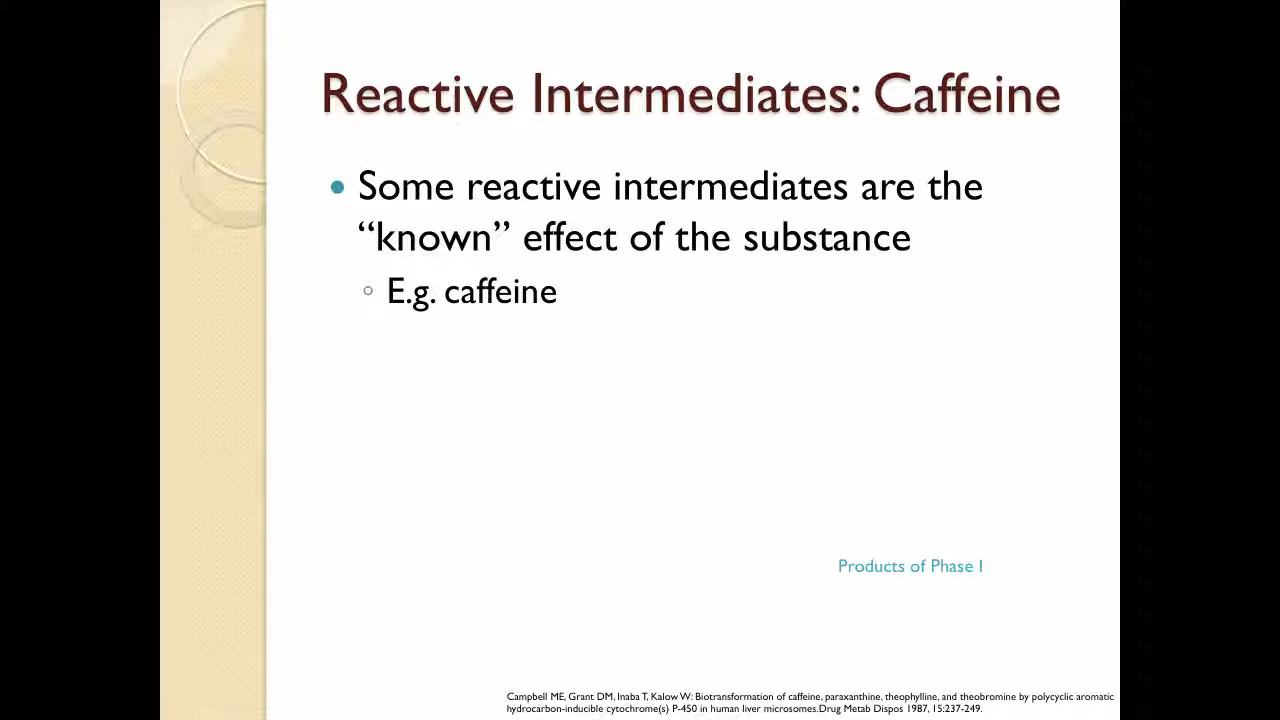 Reactive Intermediates: Caffeine
• Some reactive intermediates are the
“known” effect of the substance
◦ E.g. caffeine
Products of Phase I
Campbell ME, Grant DM, Inaba T, Kalow W: Biotransformation of caffeine, paraxanthine, theophylline, and theobromine by polycyclic aromatic
hydrocarbon-inducible cytochrome(s) P-450 in human liver microsomes.Drug Metab Dispos 1987, 15:237-249.